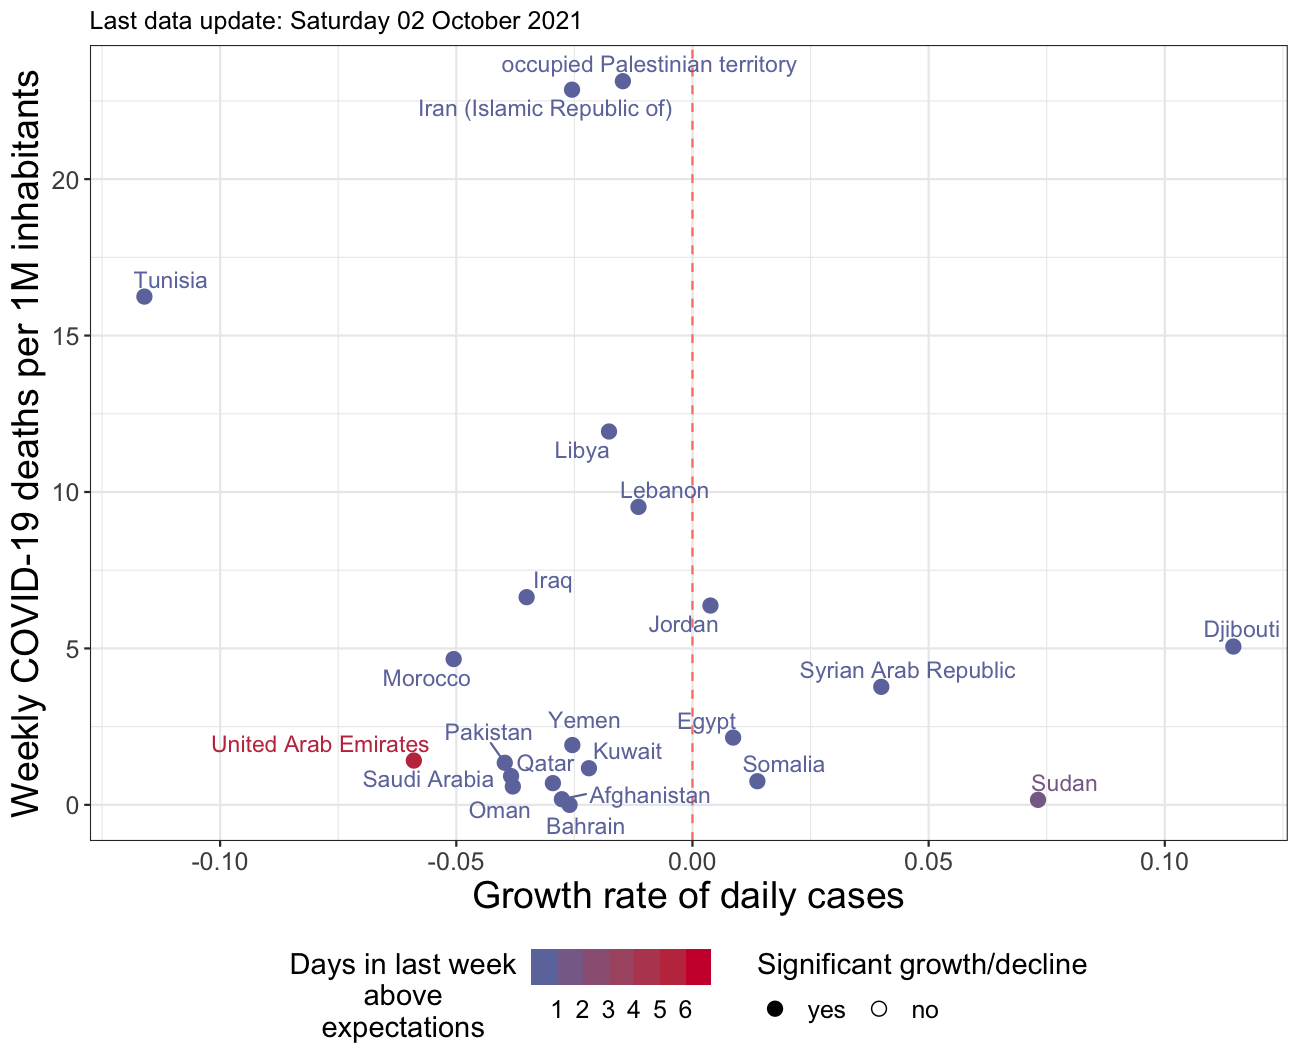 Last data update: Saturday 02 October 2021
Weekly COVID-19 deaths per 1M inhabitants
20
15
10
5
0
occupied Palestinian territory
Iran (Islamic Republic of)
Tunisia
Libya
Lebanon
Iraq
Jordan
Djibouti
Morocco
Syrian Arab Republic
Yemen
Egypt
Pakistan
United Arab Emirates
Kuwait
Qatar
Somalia
Saudi Arabia
Sudan
Afghanistan
Oman
Bahrain
-0.10 -0.05 0.00 0.05 0.10
Growth rate of daily cases
Days in last week
above
expectations
1 2 3 4 5 6
Significant growth/decline
yes no